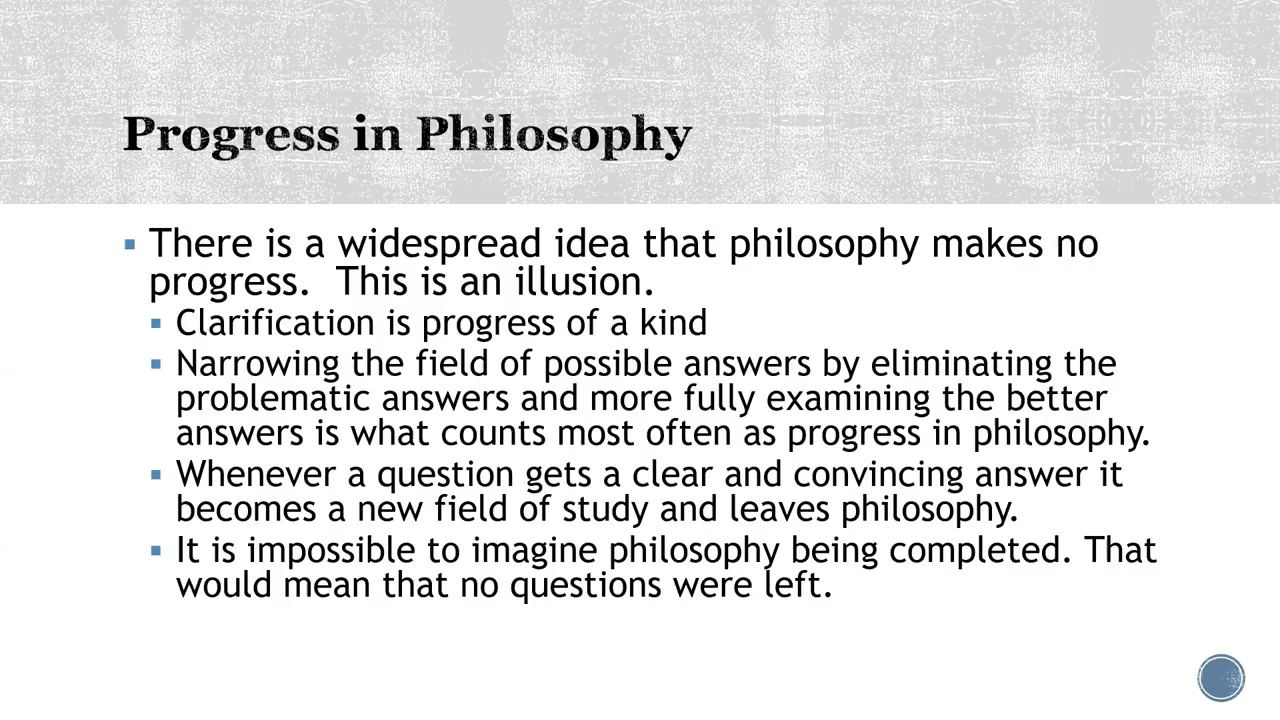 Progress in Philosophy
▪ There is a widespread idea that philosophy makes no
progress.  This is an illusion.
▪ Clarification is progress of a kind
▪ Narrowing the field of possible answers by eliminating the
problematic answers and more fully examining the better
answers is what counts most often as progress in philosophy.
▪ Whenever a question gets a clear and convincing answer it
becomes a new field of study and leaves philosophy.
▪ It is impossible to imagine philosophy being completed. That
would mean that no questions were left.